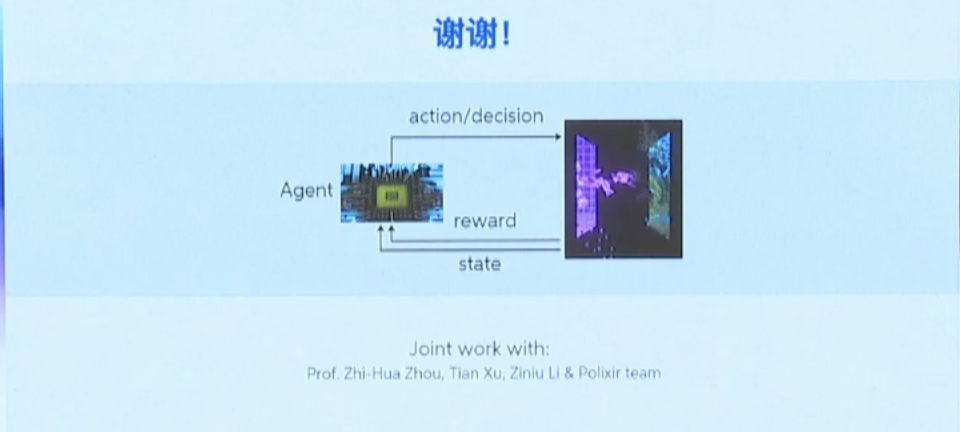 谢谢!
action/decision
Agent
reward
state
Joint work with:
Prof. Zhi-Hua Zhou, Tian Xu, Ziniu Li & Polixir team